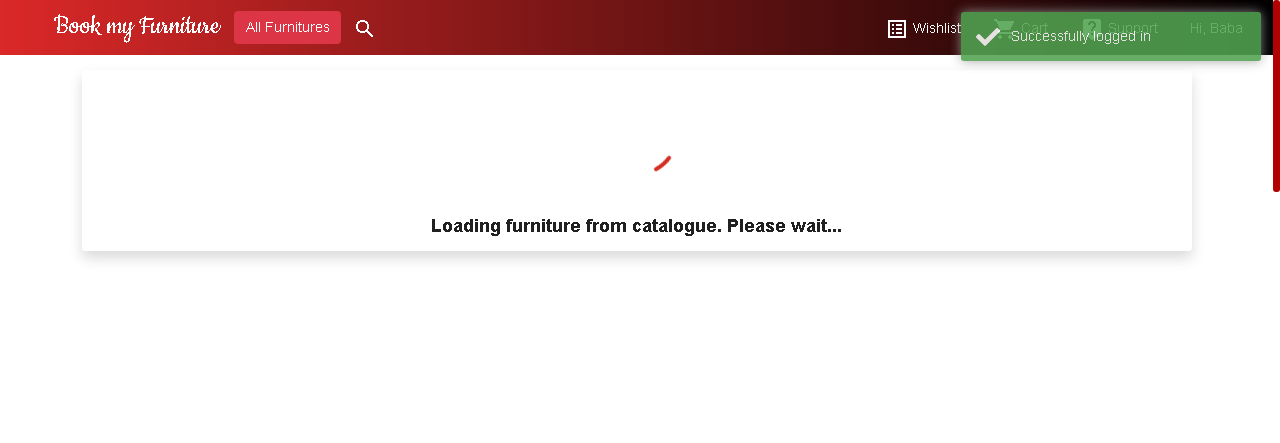 Book my Furniture All Furnitures Wishlist Cart Support Hi, Baba
Successfully logged in
Loading furniture from catalogue. Please wait...